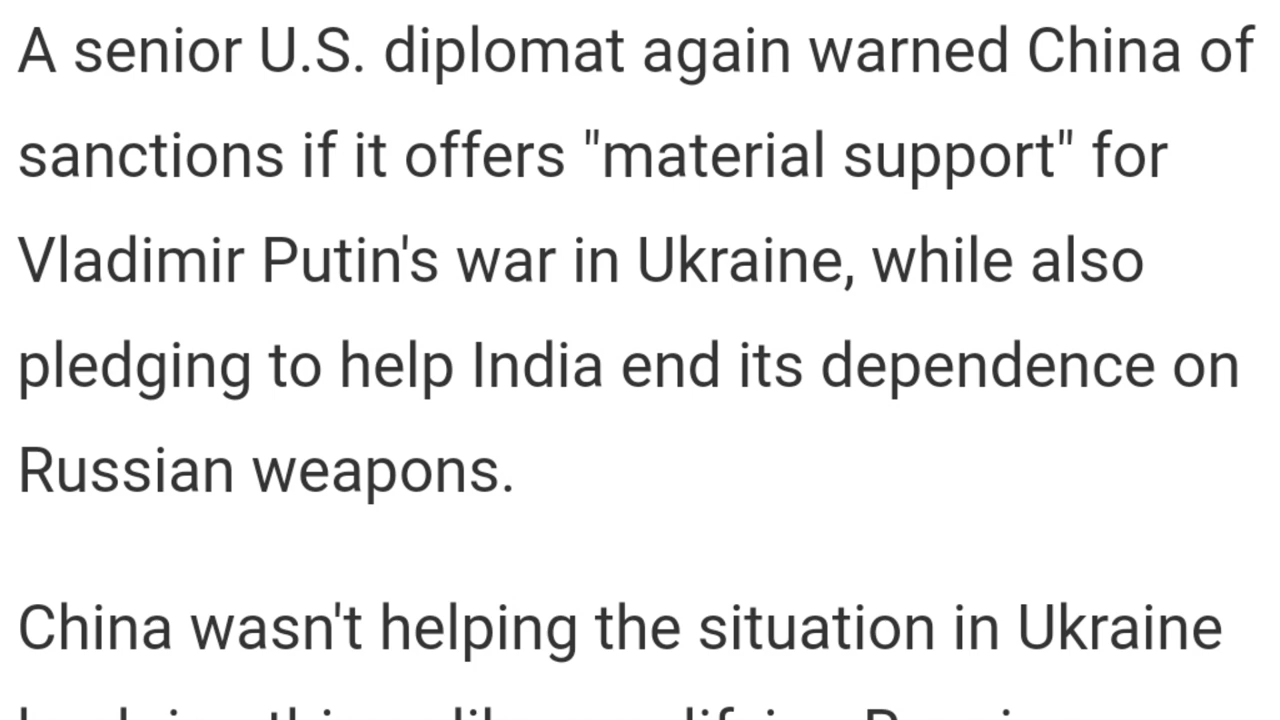 A senior U.S. diplomat again warned China of
sanctions if it offers "material support" for
Vladimir Putin's war in Ukraine, while also
pledging to help India end its dependence on
Russian weapons.
China wasn't helping the situation in Ukraine